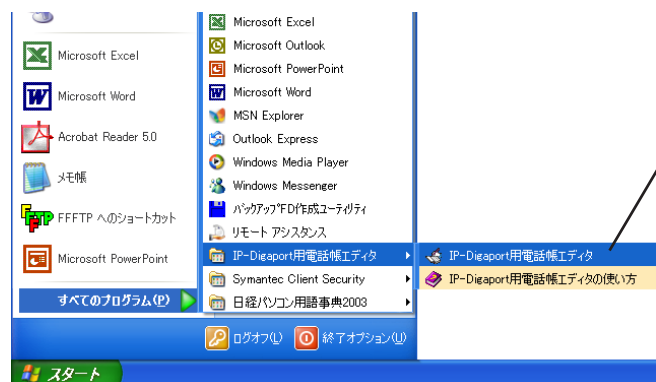 Microsoft Excel
Microsoft Word
Acrobat Reader 5.0
メモ帳
FFFTP へのショートカット
Microsoft PowerPoint
すべてのプログラム(P)
Microsoft Excel
Microsoft Outlook
Microsoft PowerPoint
Microsoft Word
MSN Explorer
Outlook Express
Windows Media Player
Windows Messenger
バックアップFD作成ユーティリティ
リモート アシスタンス
IP-Digaport用電話帳エディタ
Symantec Client Security
日経パソコン用語事典2003
IP-Digaport用電話帳エディタ
IP-Digaport用電話帳エディタの使い方
ログオフ(L)
終了オプション(U)
スタート